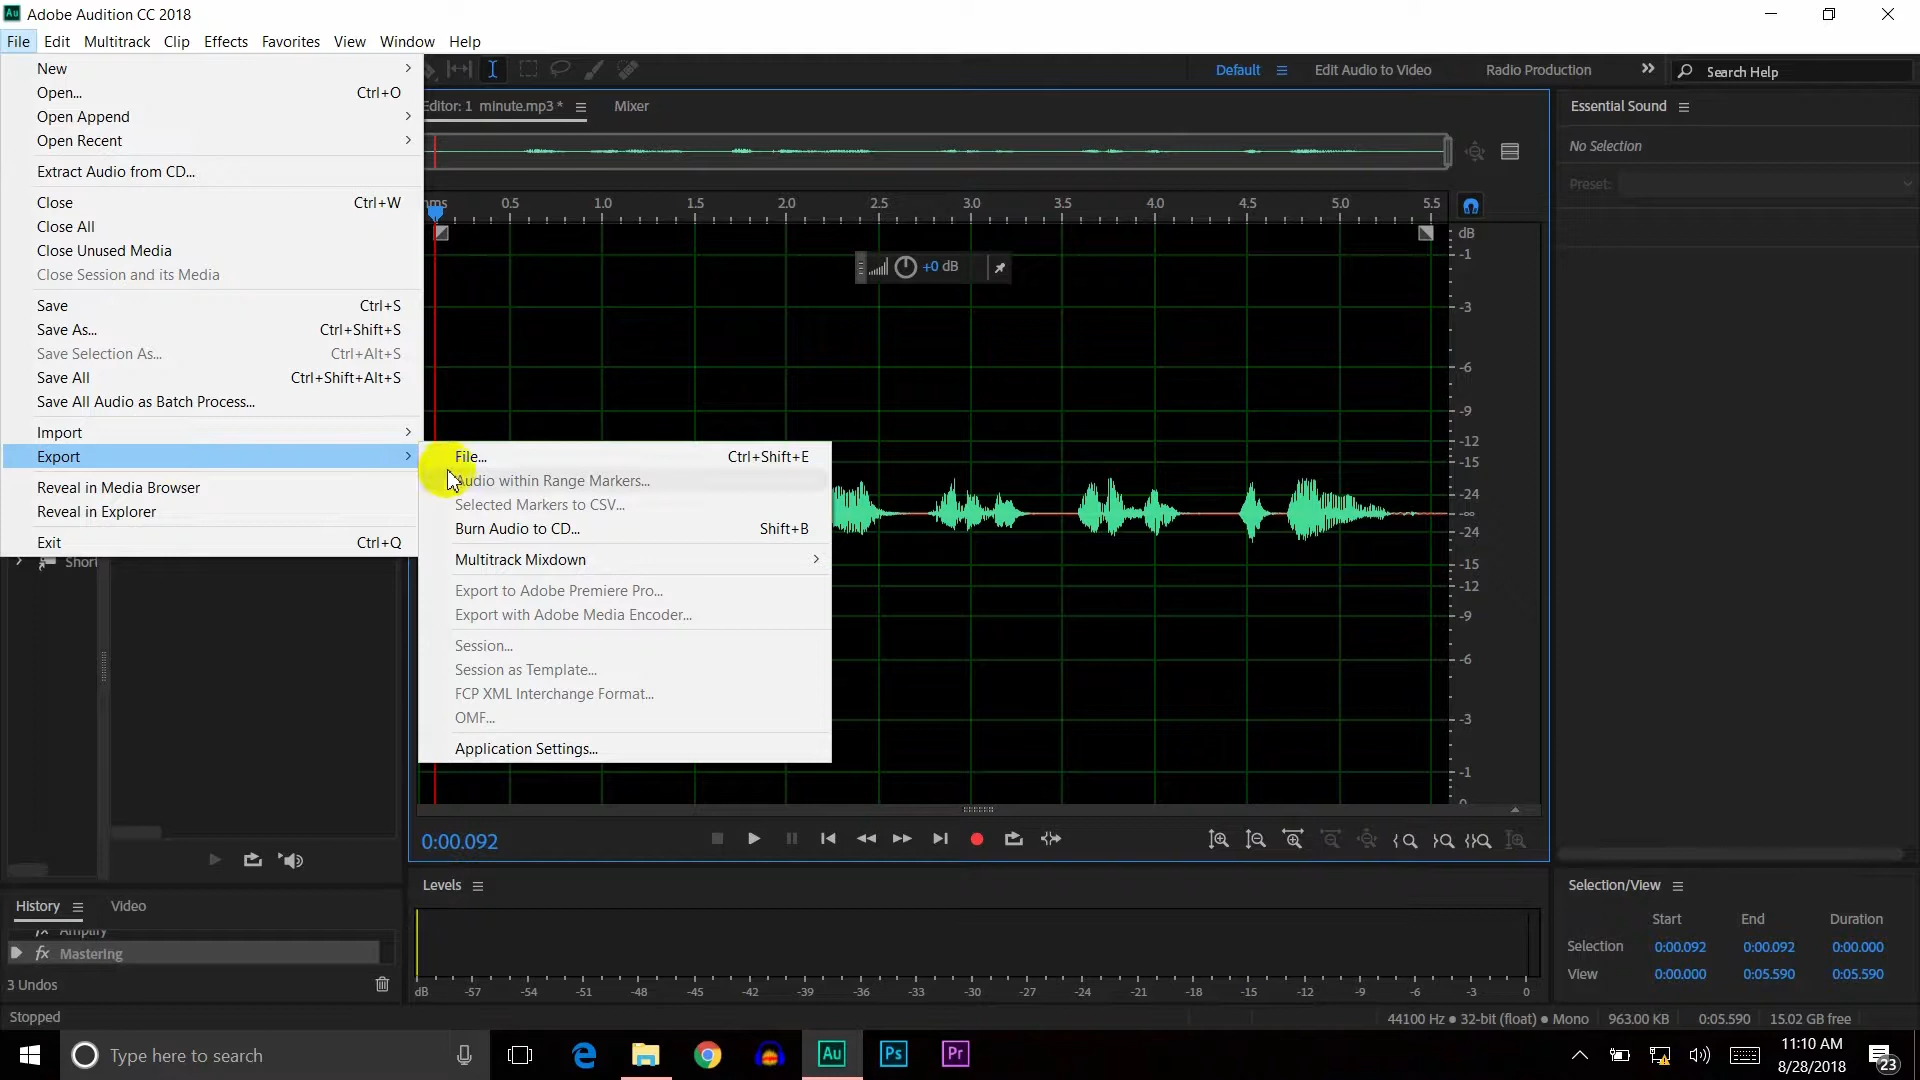 Au Adobe Audition CC 2018
File Edit Multitrack Clip Effects Favorites View Window Help
New
Open... Ctrl+O
Open Append
Open Recent
Extract Audio from CD...
Close Ctrl+W
Close All
Close Unused Media
Close Session and its Media
Save Ctrl+S
Save As... Ctrl+Shift+S
Save Selection As... Ctrl+Alt+S
Save All Ctrl+Shift+Alt+S
Save All Audio as Batch Process...
Import
Export
Reveal in Media Browser
Reveal in Explorer
Exit Ctrl+Q
File... Ctrl+Shift+E
Audio within Range Markers...
Selected Markers to CSV...
Burn Audio to CD... Shift+B
Multitrack Mixdown
Export to Adobe Premiere Pro...
Export with Adobe Media Encoder...
Session...
Session as Template...
FCP XML Interchange Format...
OMF...
Application Settings...
Default Edit Audio to Video Radio Production Search Help
Editor: 1 minute.mp3 * Mixer
hms 0.5 1.0 1.5 2.0 2.5 3.0 3.5 4.0 4.5 5.0 5.5
+0 dB
dB
-1
-3
-6
-9
-12
-15
-24
-∞
-24
-15
-12
-9
-6
-3
-1
Essential Sound
No Selection
Preset:
Short
0:00.092
Levels
dB -57 -54 -51 -48 -45 -42 -39 -36 -33 -30 -27 -24 -21 -18 -15 -12 -9 -6 -3 0
History Video
Amplify
fx Mastering
3 Undos
Stopped
Selection/View
Start End Duration
Selection 0:00.092 0:00.092 0:00.000
View 0:00.000 0:05.590 0:05.590
44100 Hz ● 32-bit (float) ● Mono 963.00 KB 0:05.590 15.02 GB free
Type here to search
Au Ps Pr
11:10 AM
8/28/2018
23